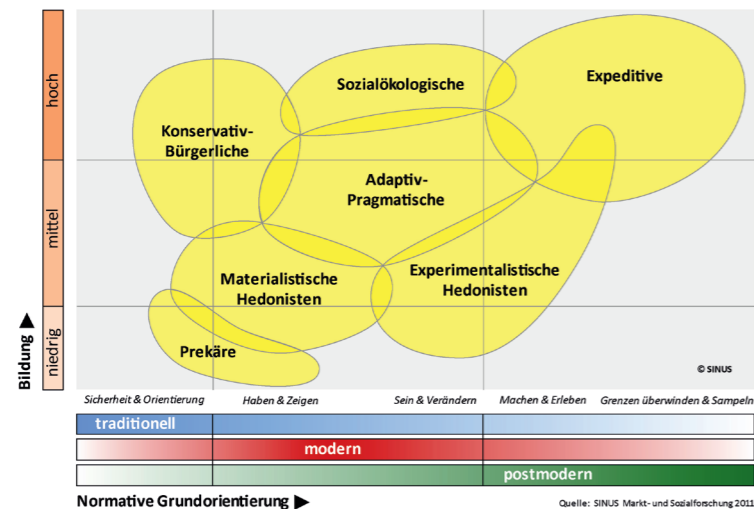 hoch
mittel
niedrig
Bildung ►
Sozialökologische
Expeditive
Konservativ-
Bürgerliche
Adaptiv-
Pragmatische
Materialistische
Hedonisten
Experimentalistische
Hedonisten
Prekäre
© SINUS
Sicherheit & Orientierung
Haben & Zeigen
Sein & Verändern
Machen & Erleben
Grenzen überwinden & Sampeln
traditionell
modern
postmodern
Normative Grundorientierung ►
Quelle: SINUS Markt- und Sozialforschung 2011